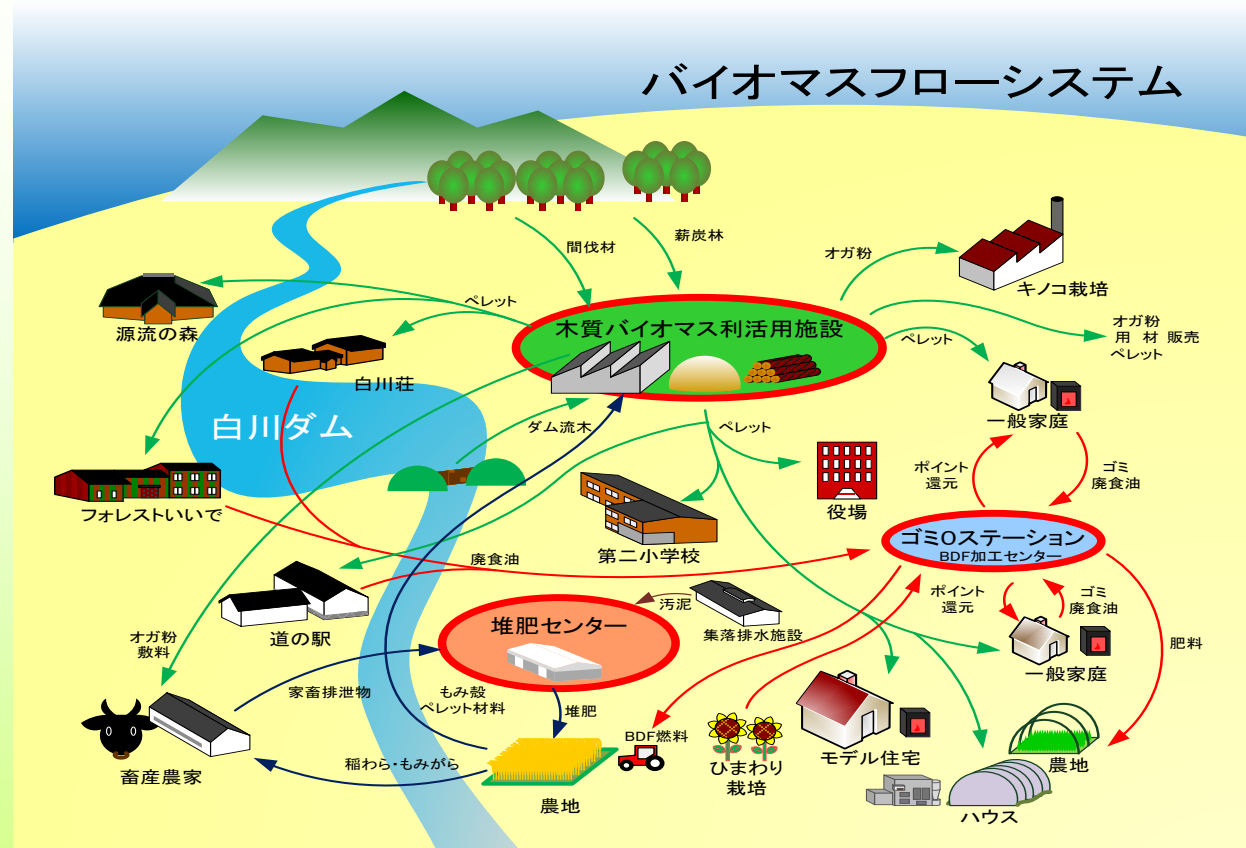 バイオマスフローシステム
間伐材
薪炭林
オガ粉
キノコ栽培
源流の森
ペレット
木質バイオマス利活用施設
オガ粉
用 材 販売
ペレット
ペレット
白川荘
一般家庭
白川ダム
ダム流木
ペレット
ポイント
還元
ゴミ
廃食油
フォレストいいで
役場
第二小学校
ゴミ0ステーション
BDF加工センター
廃食油
道の駅
汚泥
集落排水施設
堆肥センター
ポイント
還元
ゴミ
廃食油
オガ粉
敷料
肥料
一般家庭
家畜排泄物
もみ殻
ペレット材料
堆肥
BDF燃料
稲わら・もみがら
畜産農家
農地
ひまわり
栽培
モデル住宅
農地
ハウス